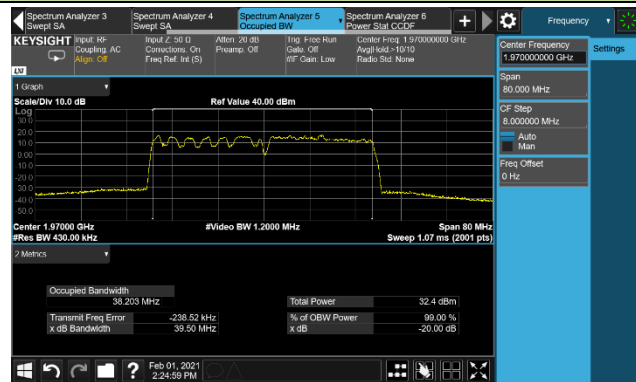 Spectrum Analyzer 3
Swept SA
Spectrum Analyzer 4
Swept SA
Spectrum Analyzer 5
Occupied BW
Spectrum Analyzer 6
Power Stat CCDF
Frequency
KEYSIGHT
Input: RF
Coupling: AC
Align: Off
Input Z: 50 Ω
Corrections: On
Freq Ref: Int (S)
Atten: 20 dB
Preamp: Off
Trig: Free Run
Gate: Off
#IF Gain: Low
Center Freq: 1.970000000 GHz
Avg|Hold:>10/10
Radio Std: None
LXI
Center Frequency
1.970000000 GHz
Settings
Span
80.000 MHz
CF Step
8.000000 MHz
Auto
Man
Freq Offset
0 Hz
1 Graph
Scale/Div 10.0 dB
Ref Value 40.00 dBm
Log
30.0
20.0
10.0
0.00
-10.0
-20.0
-30.0
-40.0
-50.0
Center 1.97000 GHz
#Video BW 1.2000 MHz
Span 80 MHz
#Res BW 430.00 kHz
Sweep 1.07 ms (2001 pts)
2 Metrics
Occupied Bandwidth
38.203 MHz
Total Power
32.4 dBm
Transmit Freq Error
-238.52 kHz
% of OBW Power
99.00 %
x dB Bandwidth
39.50 MHz
x dB
-20.00 dB
?
Feb 01, 2021
2:24:59 PM